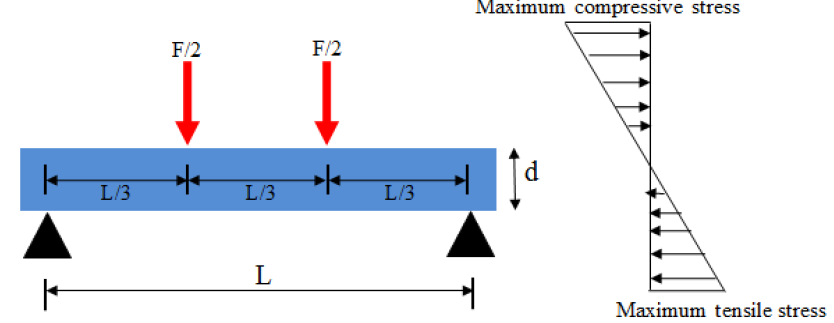 Maximum compressive stress
F/2
F/2
d
L/3
L/3
L/3
L
Maximum tensile stress